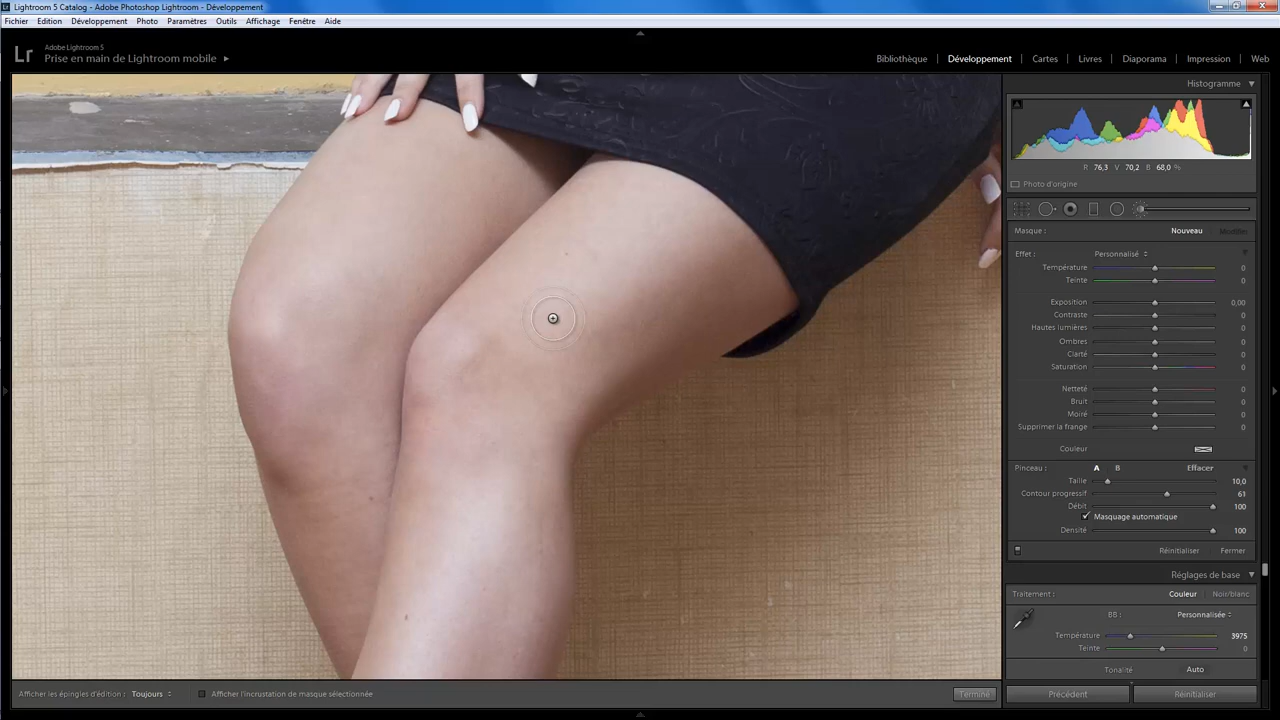 Lightroom 5 Catalog - Adobe Photoshop Lightroom - Développement
Fichier Edition Développement Photo Paramètres Outils Affichage Fenêtre Aide
Lr
Adobe Lightroom 5
Prise en main de Lightroom mobile
Bibliothèque | Développement | Cartes | Livres | Diaporama | Impression | Web
Histogramme
R 76,3 V 70,2 B 68,0 %
Photo d'origine
Masque : Nouveau Modifier
Effet : Personnalisé
Température 0
Teinte 0
Exposition 0,00
Contraste 0
Hautes lumières 0
Ombres 0
Clarté 0
Saturation 0
Netteté 0
Bruit 0
Moiré 0
Supprimer la frange 0
Couleur
Pinceau : A B Effacer
Taille 10,0
Contour progressif 61
Débit 100
Masquage automatique
Densité 100
Réinitialiser Fermer
Réglages de base
Traitement : Couleur Noir/blanc
BB : Personnalisée
Température 3975
Teinte 0
Tonalité Auto
Afficher les épingles d'édition : Toujours Afficher l'incrustation de masque sélectionnée Terminé
Précédent Réinitialiser